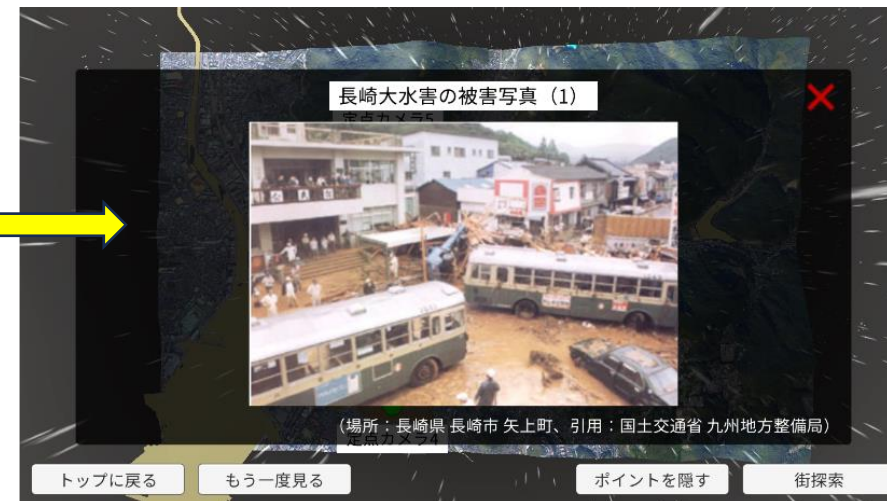 長崎大水害の被害写真（1）
定点カメラ5
（場所：長崎県 長崎市 矢上町、引用：国土交通省 九州地方整備局）
定点カメラ4
トップに戻る
もう一度見る
ポイントを隠す
街探索